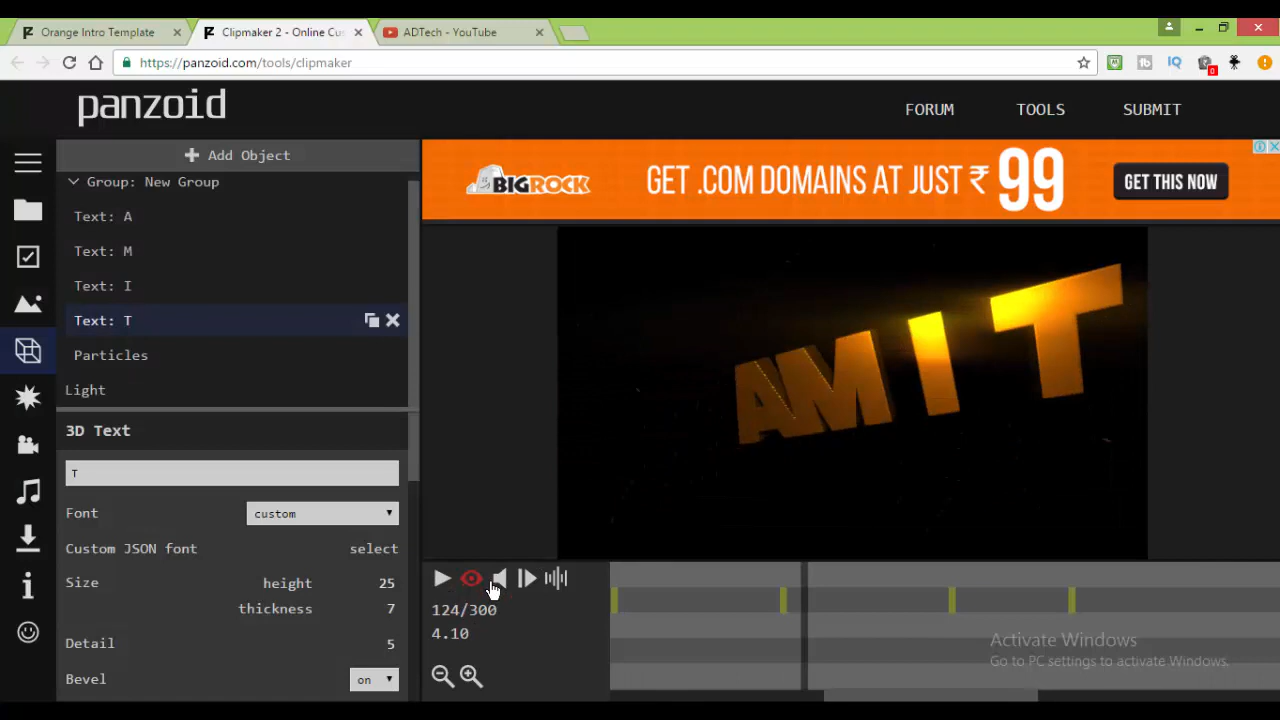 Orange Intro Template
Clipmaker 2 - Online Cus
ADTech - YouTube
https://panzoid.com/tools/clipmaker
panzoid
FORUM
TOOLS
SUBMIT
Add Object
Group: New Group
Text: A
Text: M
Text: I
Text: T
Particles
Light
3D Text
T
Font
custom
Custom JSON font
select
Size
height
25
thickness
7
Detail
5
Bevel
on
BIGROCK
GET .COM DOMAINS AT JUST ₹ 99
GET THIS NOW
AMIT
124/300
4.10
Activate Windows
Go to PC settings to activate Windows.